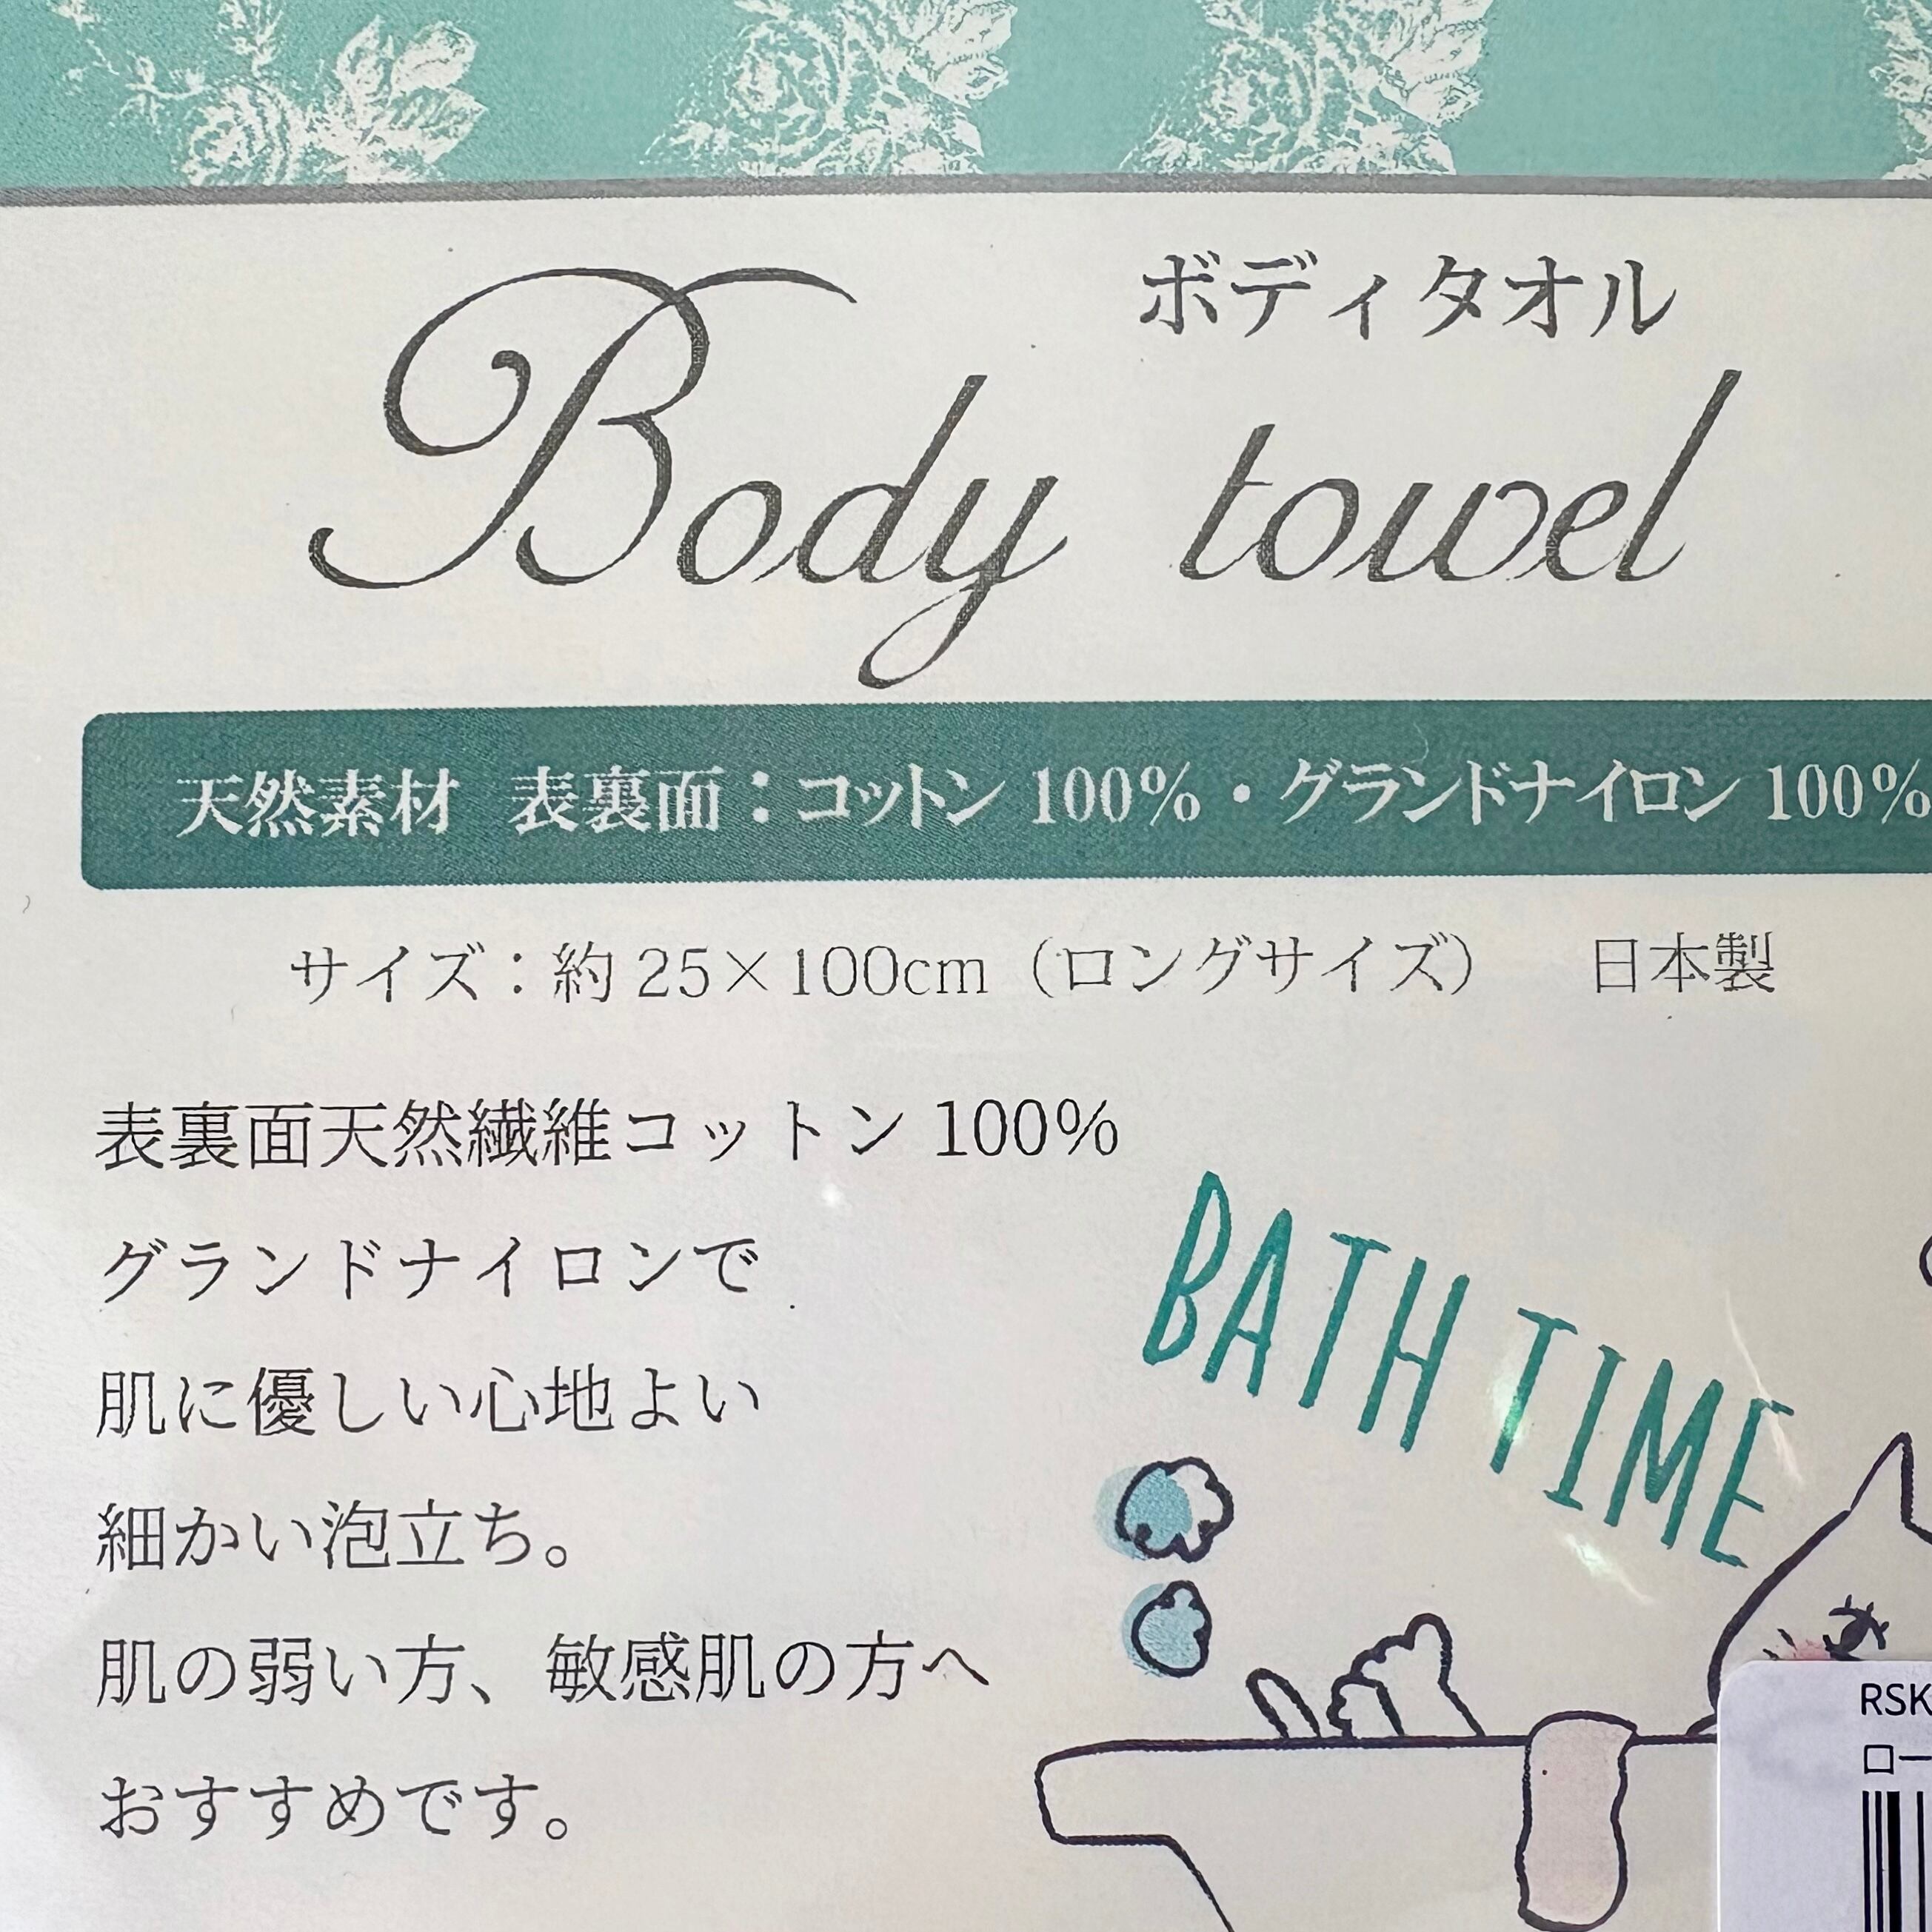 ボディタオル
Body towel
天然素材 表裏面：コットン 100%・グランドナイロン 100%
サイズ：約 25×100cm（ロングサイズ） 日本製
表裏面天然繊維コットン 100%
グランドナイロンで
肌に優しい心地よい
細かい泡立ち。
肌の弱い方、敏感肌の方へ
おすすめです。
BATH TIME
RSK
ロー